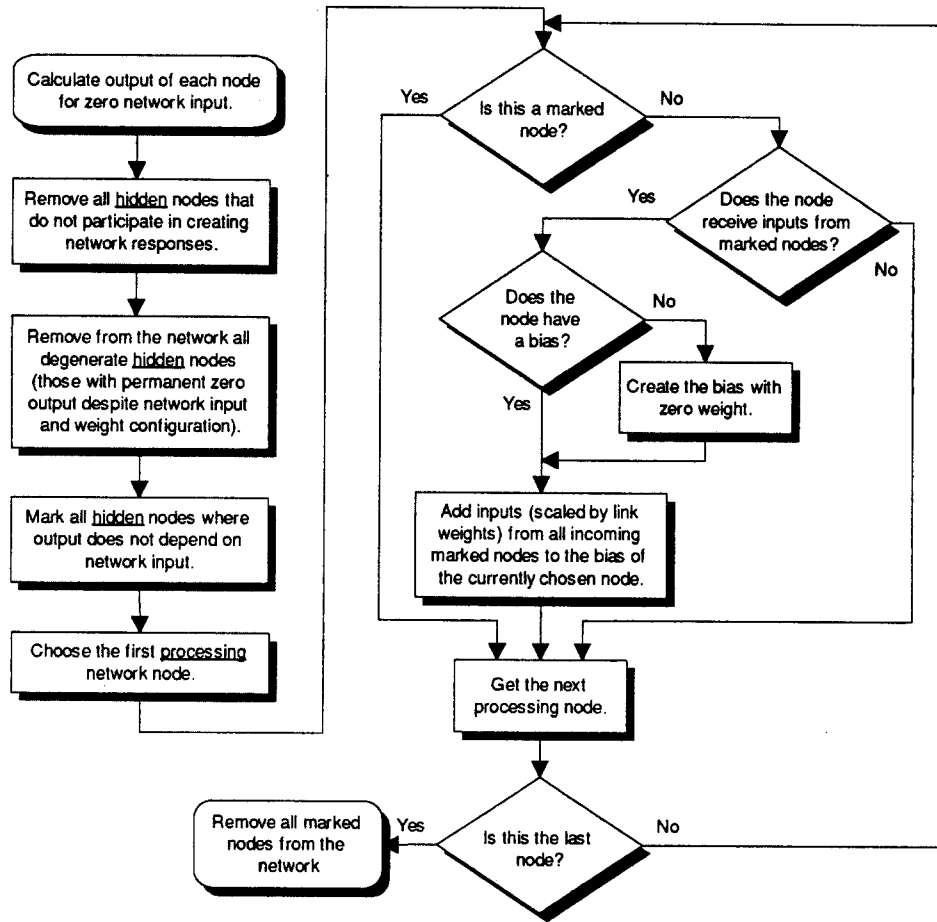 Calculate output of each node
for zero network input.
Remove all hidden nodes that
do not participate in creating
network responses.
Remove from the network all
degenerate hidden nodes
(those with permanent zero
output despite network input
and weight configuration).
Mark all hidden nodes where
output does not depend on
network input.
Choose the first processing
network node.
Yes
Is this a marked
node?
No
Yes
Does the node
receive inputs from
marked nodes?
No
Does the
node have
a bias?
No
Yes
Create the bias with
zero weight.
Add inputs (scaled by link
weights) from all incoming
marked nodes to the bias of
the currently chosen node.
Get the next
processing node.
Is this the last
node?
Yes
No
Remove all marked
nodes from the
network